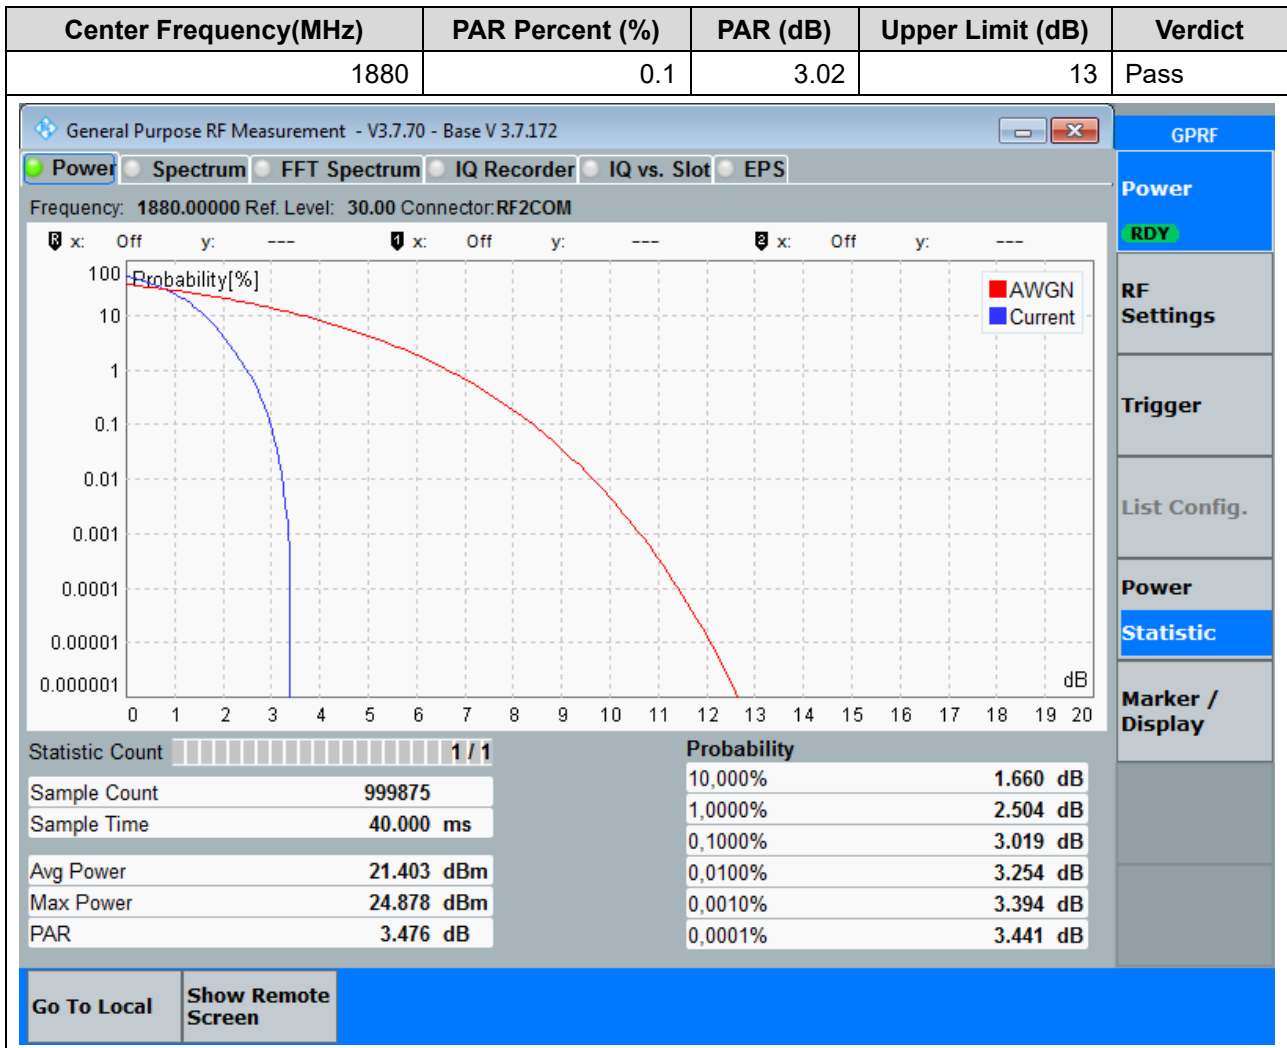 Center Frequency(MHz) PAR Percent (%) PAR (dB) Upper Limit (dB) Verdict
1880 0.1 3.02 13 Pass
General Purpose RF Measurement - V3.7.70 - Base V 3.7.172
GPRF
Power Spectrum FFT Spectrum IQ Recorder IQ vs. Slot EPS
Power
RDY
Frequency: 1880.00000 Ref. Level: 30.00 Connector:RF2COM
R x: Off y: --- 1 x: Off y: --- 2 x: Off y: ---
Probability[%]
AWGN
Current
100
10
1
0.1
0.01
0.001
0.0001
0.00001
0.000001
dB
0 1 2 3 4 5 6 7 8 9 10 11 12 13 14 15 16 17 18 19 20
RF
Settings
Trigger
List Config.
Power
Statistic
Marker /
Display
Statistic Count 1 / 1
Sample Count 999875
Sample Time 40.000 ms
Avg Power 21.403 dBm
Max Power 24.878 dBm
PAR 3.476 dB
Probability
10,000% 1.660 dB
1,0000% 2.504 dB
0,1000% 3.019 dB
0,0100% 3.254 dB
0,0010% 3.394 dB
0,0001% 3.441 dB
Go To Local
Show Remote
Screen